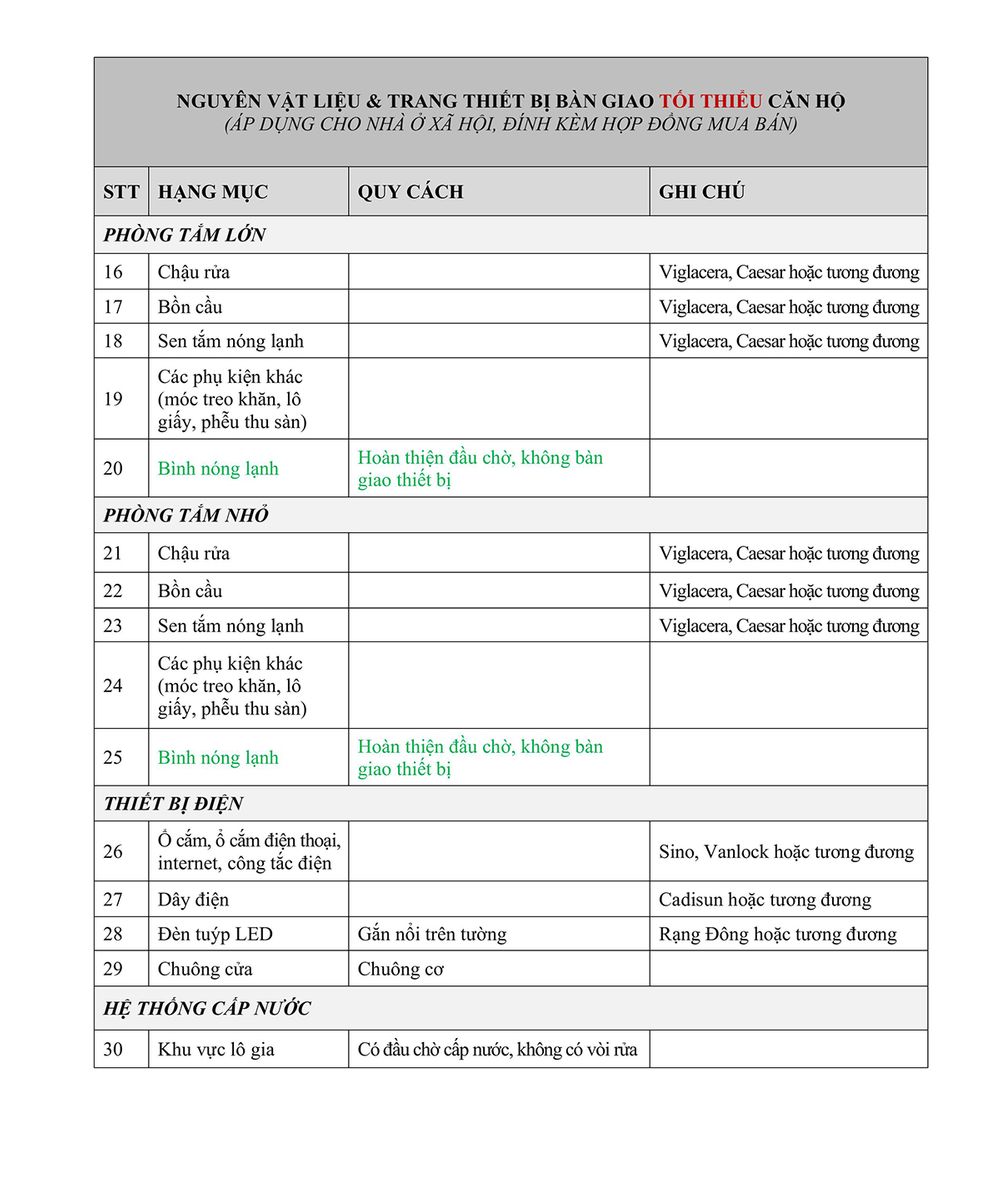 NGUYÊN VẬT LIỆU & TRANG THIẾT BỊ BÀN GIAO TỐI THIỂU CĂN HỘ
(ÁP DỤNG CHO NHÀ Ở XÃ HỘI, ĐÍNH KÈM HỢP ĐỒNG MUA BÁN)
STT HẠNG MỤC QUY CÁCH GHI CHÚ
PHÒNG TẮM LỚN
16 Chậu rửa Viglacera, Caesar hoặc tương đương
17 Bồn cầu Viglacera, Caesar hoặc tương đương
18 Sen tắm nóng lạnh Viglacera, Caesar hoặc tương đương
19 Các phụ kiện khác
(móc treo khăn, lô
giấy, phễu thu sàn)
20 Bình nóng lạnh Hoàn thiện đầu chờ, không bàn
giao thiết bị
PHÒNG TẮM NHỎ
21 Chậu rửa Viglacera, Caesar hoặc tương đương
22 Bồn cầu Viglacera, Caesar hoặc tương đương
23 Sen tắm nóng lạnh Viglacera, Caesar hoặc tương đương
24 Các phụ kiện khác
(móc treo khăn, lô
giấy, phễu thu sàn)
25 Bình nóng lạnh Hoàn thiện đầu chờ, không bàn
giao thiết bị
THIẾT BỊ ĐIỆN
26 Ổ cắm, ổ cắm điện thoại,
internet, công tắc điện Sino, Vanlock hoặc tương đương
27 Dây điện Cadisun hoặc tương đương
28 Đèn tuýp LED Gắn nổi trên tường Rạng Đông hoặc tương đương
29 Chuông cửa Chuông cơ
HỆ THỐNG CẤP NƯỚC
30 Khu vực lô gia Có đầu chờ cấp nước, không có vòi rửa